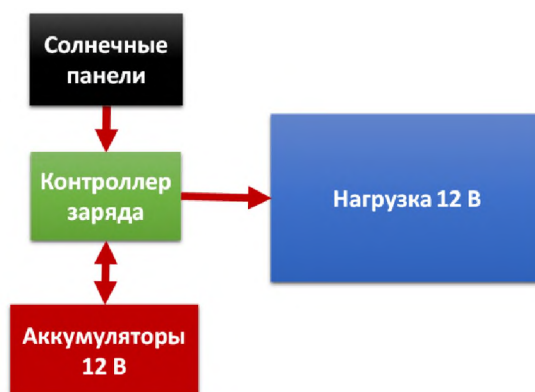 Солнечные
панели
Контроллер
заряда
Нагрузка 12 В
Аккумуляторы
12 В